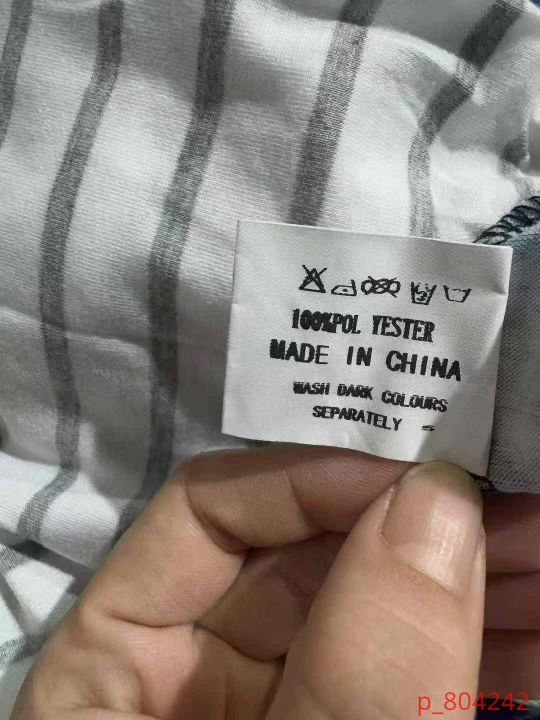 100%POL YESTER
MADE IN CHINA
WASH DARK COLOURS
SEPARATELY
p_804242